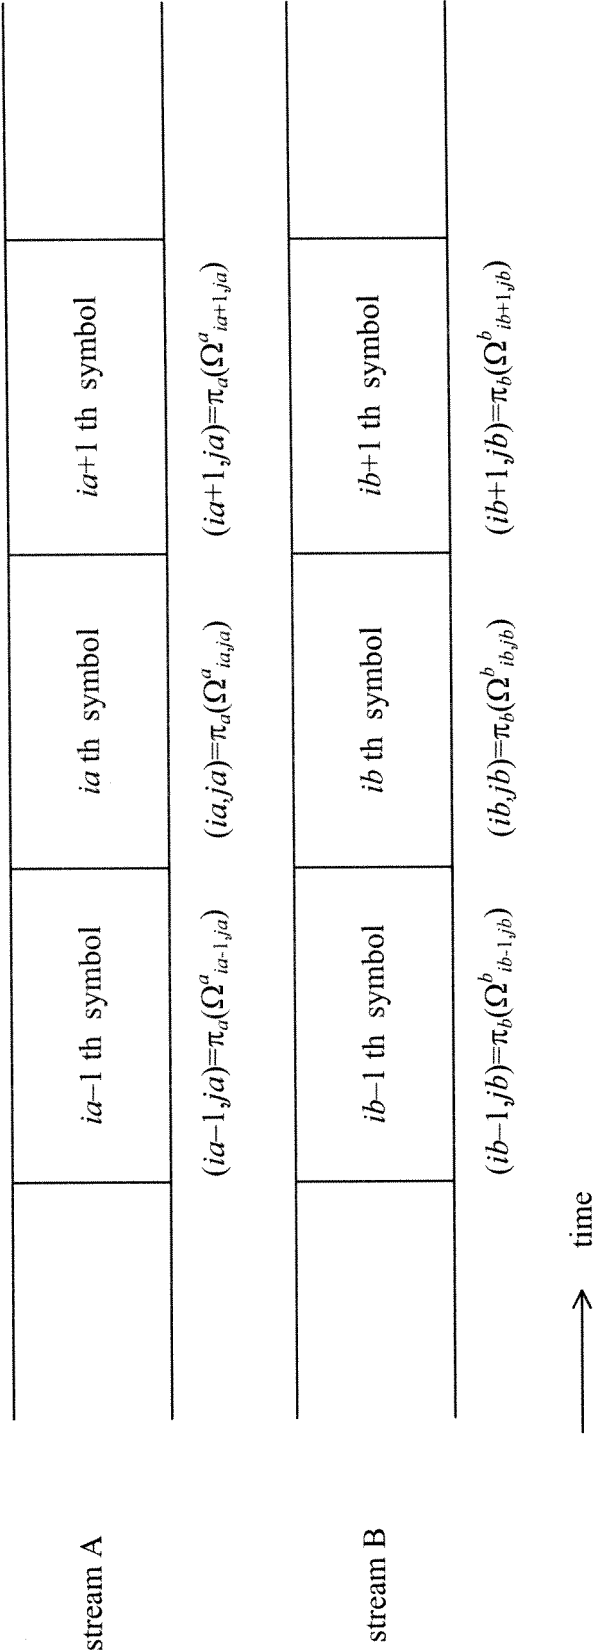 stream A
ia−1 th symbol
ia th symbol
ia+1 th symbol
(ia−1,ja)=πa(Ωᵃia-1,ja)
(ia,ja)=πa(Ωᵃia,ja)
(ia+1,ja)=πa(Ωᵃia+1,ja)
stream B
ib−1 th symbol
ib th symbol
ib+1 th symbol
(ib−1,jb)=πb(Ωᵇib-1,jb)
(ib,jb)=πb(Ωᵇib,jb)
(ib+1,jb)=πb(Ωᵇib+1,jb)
time